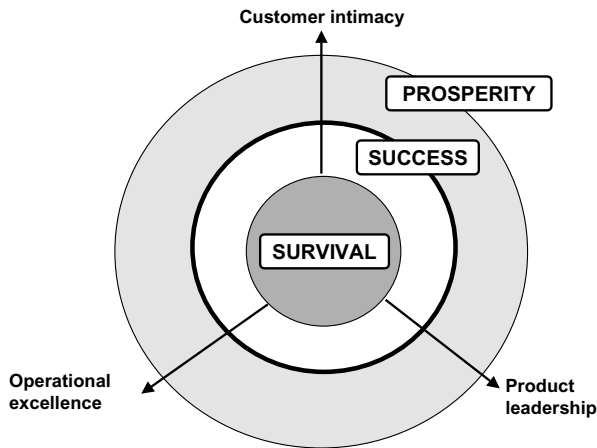 Customer intimacy
PROSPERITY
SUCCESS
SURVIVAL
Operational
excellence
Product
leadership